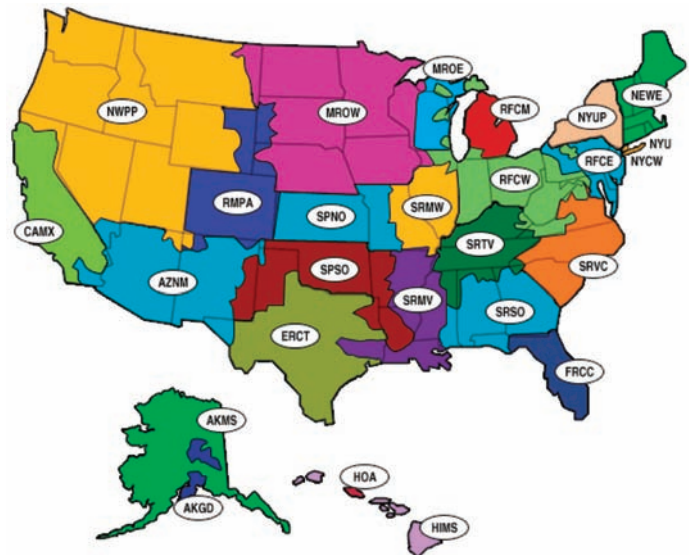 MROE
NEWE
NWPP
MROW
RFCM
NYUP
NYU
RFCE
NYCW
RFCW
RMPA
SPNO
SRMW
CAMX
SRTV
AZNM
SPSO
SRVC
SRMV
SRSO
ERCT
FRCC
AKMS
HOA
AKGD
HIMS